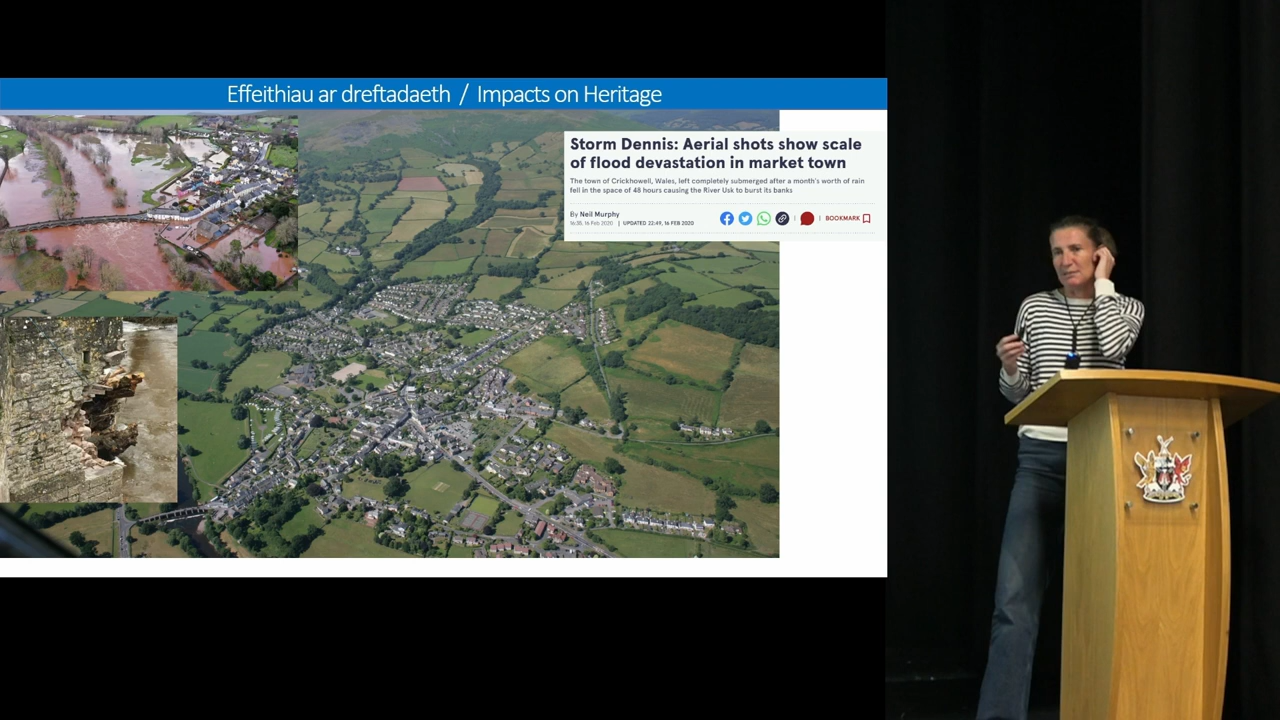 Effeithiau ar dreftadaeth / Impacts on Heritage
Storm Dennis: Aerial shots show scale
of flood devastation in market town
The town of Crickhowell, Wales, left completely submerged after a month's worth of rain
fell in the space of 48 hours causing the River Usk to burst its banks
By Neil Murphy
16:38, 16 Feb 2020 | UPDATED 22:49, 16 FEB 2020
| | BOOKMARK